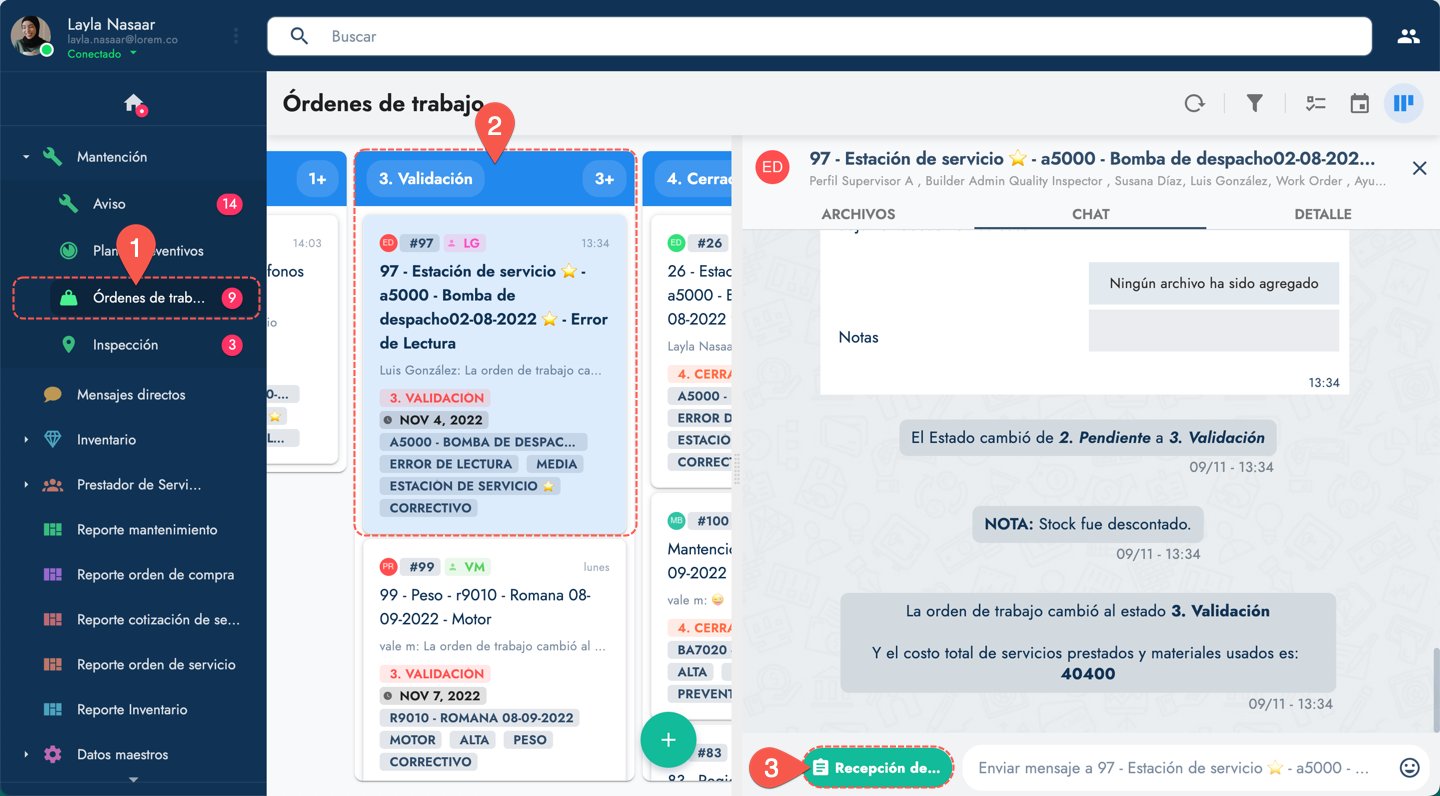 Layla Nasaar
layla.nasaar@lorem.co
Conectado
Buscar
Mantención
Aviso
14
Plan
eventivos
1
Órdenes de trab...
9
Inspección
3
Mensajes directos
Inventario
Prestador de Servi...
Reporte mantenimiento
Reporte orden de compra
Reporte cotización de se...
Reporte orden de servicio
Reporte Inventario
Datos maestros
Órdenes de trabajo
2
1+
14:03
fonos
io
0-...
L...
3. Validación
3+
ED
#97
LG
13:34
97 - Estación de servicio ⭐ -
a5000 - Bomba de
despacho02-08-2022 ⭐ - Error
de Lectura
Luis González: La orden de trabajo ca...
3. VALIDACIÓN
NOV 4, 2022
A5000 - BOMBA DE DESPAC...
ERROR DE LECTURA
MEDIA
ESTACION DE SERVICIO ⭐
CORRECTIVO
PR
#99
VM
lunes
99 - Peso - r9010 - Romana 08-
09-2022 - Motor
vale m: La orden de trabajo cambió al ...
3. VALIDACIÓN
NOV 7, 2022
R9010 - ROMANA 08-09-2022
MOTOR
ALTA
PESO
CORRECTIVO
4. Cerrad
ED
#26
26 - Estac
a5000 - B
08-2022
Layla Nasaa
4. CERRA
A5000 -
ERROR D
ESTACIO
CORRECT
MB
#100
Mantenció
09-2022
vale m: 😜
4. CERRA
BA7020
ALTA
PREVENT
#83
83 - Regi
ED
97 - Estación de servicio ⭐ - a5000 - Bomba de despacho02-08-202...
Perfil Supervisor A , Builder Admin Quality Inspector , Susana Díaz, Luis González, Work Order , Ayu...
ARCHIVOS
CHAT
DETALLE
Ningún archivo ha sido agregado
Notas
13:34
El Estado cambió de 2. Pendiente a 3. Validación
09/11 - 13:34
NOTA: Stock fue descontado.
09/11 - 13:34
La orden de trabajo cambió al estado 3. Validación
Y el costo total de servicios prestados y materiales usados es:
40400
09/11 - 13:34
3
Recepción de...
Enviar mensaje a 97 - Estación de servicio ⭐ - a5000 - ...